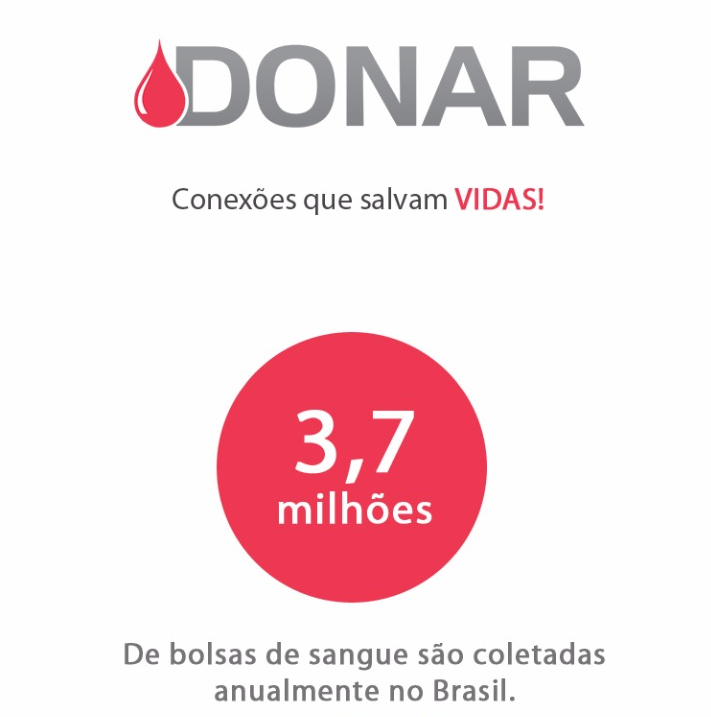 DONAR
Conexões que salvam VIDAS!
3,7
milhões
De bolsas de sangue são coletadas
anualmente no Brasil.